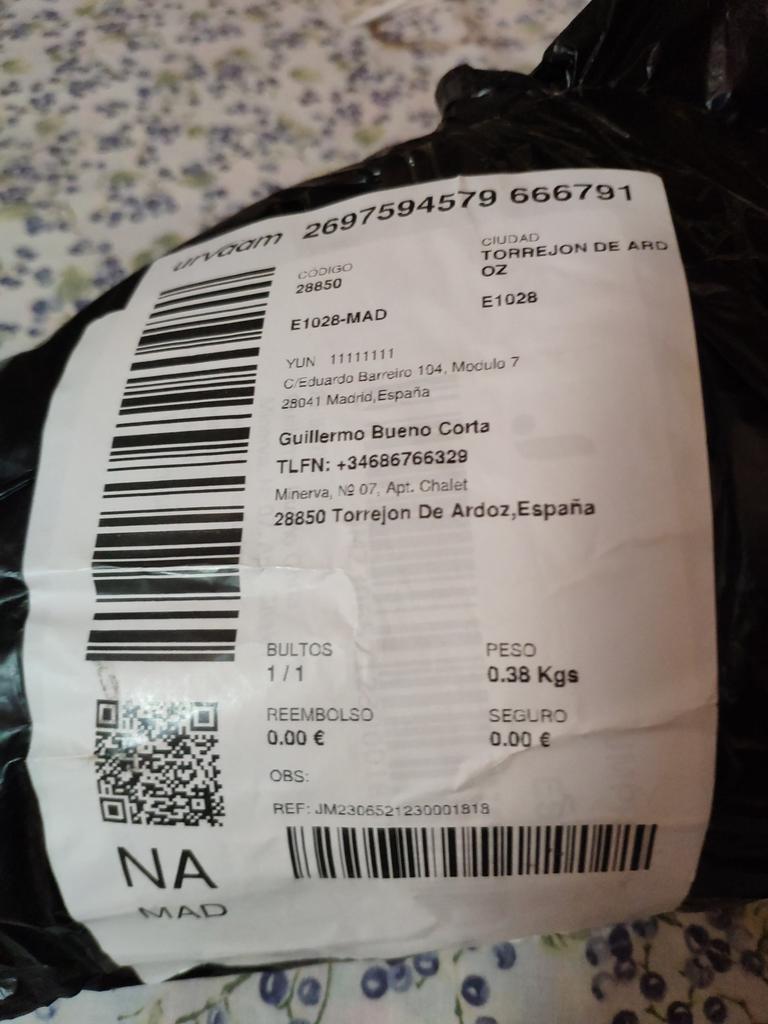 urvaam 2697594579 666791
CÓDIGO
28850
CIUDAD
TORREJON DE ARD
OZ
E1028-MAD
E1028
YUN 11111111
C/Eduardo Barreiro 104, Modulo 7
28041 Madrid,España
Guillermo Bueno Corta
TLFN: +34686766329
Minerva, Nº 07, Apt. Chalet
28850 Torrejon De Ardoz,España
BULTOS
1 / 1
PESO
0.38 Kgs
REEMBOLSO
0.00 €
SEGURO
0.00 €
OBS:
REF: JM2306521230001818
NA
MAD